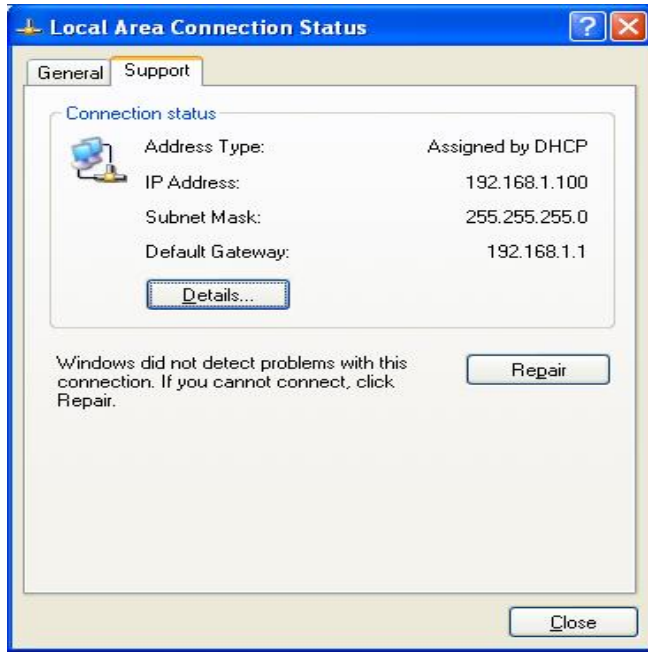 Local Area Connection Status
General Support
Connection status
Address Type: Assigned by DHCP
IP Address: 192.168.1.100
Subnet Mask: 255.255.255.0
Default Gateway: 192.168.1.1
Details...
Windows did not detect problems with this
connection. If you cannot connect, click
Repair.
Repair
Close